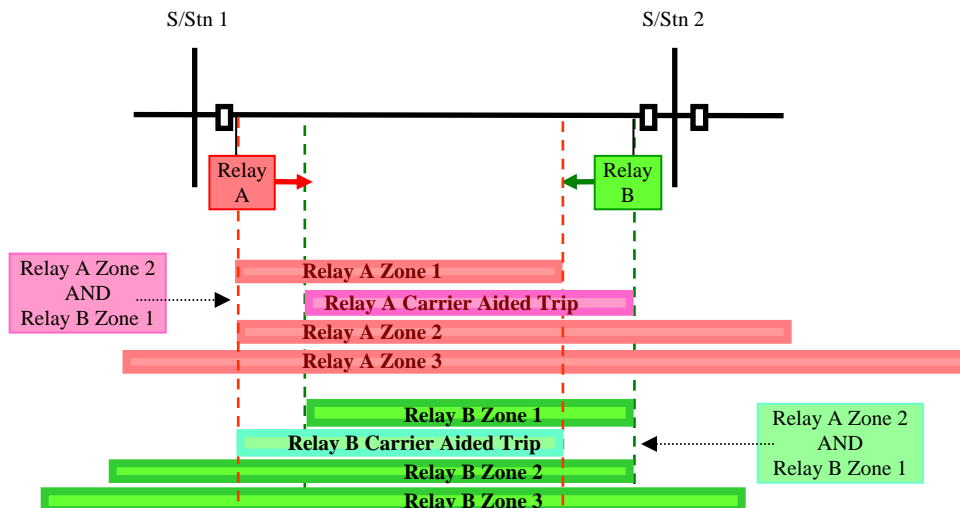 S/Stn 1
S/Stn 2
Relay
A
Relay
B
Relay A Zone 2
AND
Relay B Zone 1
Relay A Zone 1
Relay A Carrier Aided Trip
Relay A Zone 2
Relay A Zone 3
Relay B Zone 1
Relay B Carrier Aided Trip
Relay B Zone 2
Relay B Zone 3
Relay A Zone 2
AND
Relay B Zone 1